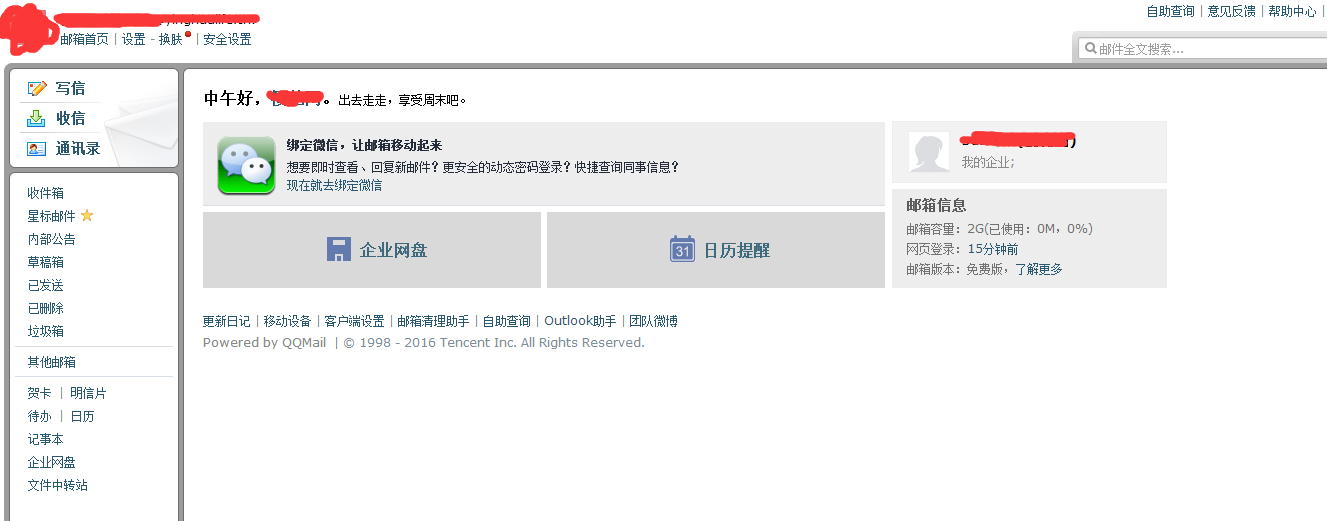 自助查询 | 意见反馈 | 帮助中心 |
邮箱首页 | 设置 - 换肤 | 安全设置
邮件全文搜索...
写信
收信
通讯录
收件箱
星标邮件
内部公告
草稿箱
已发送
已删除
垃圾箱
其他邮箱
贺卡 | 明信片
待办 | 日历
记事本
企业网盘
文件中转站
中午好，
。出去走走，享受周末吧。
绑定微信，让邮箱移动起来
想要即时查看、回复新邮件？更安全的动态密码登录？快捷查询同事信息？
现在就去绑定微信
企业网盘
31 日历提醒
我的企业;
邮箱信息
邮箱容量：2G(已使用：0M，0%)
网页登录：15分钟前
邮箱版本：免费版，了解更多
更新日记 | 移动设备 | 客户端设置 | 邮箱清理助手 | 自助查询 | Outlook助手 | 团队微博
Powered by QQMail | © 1998 - 2016 Tencent Inc. All Rights Reserved.